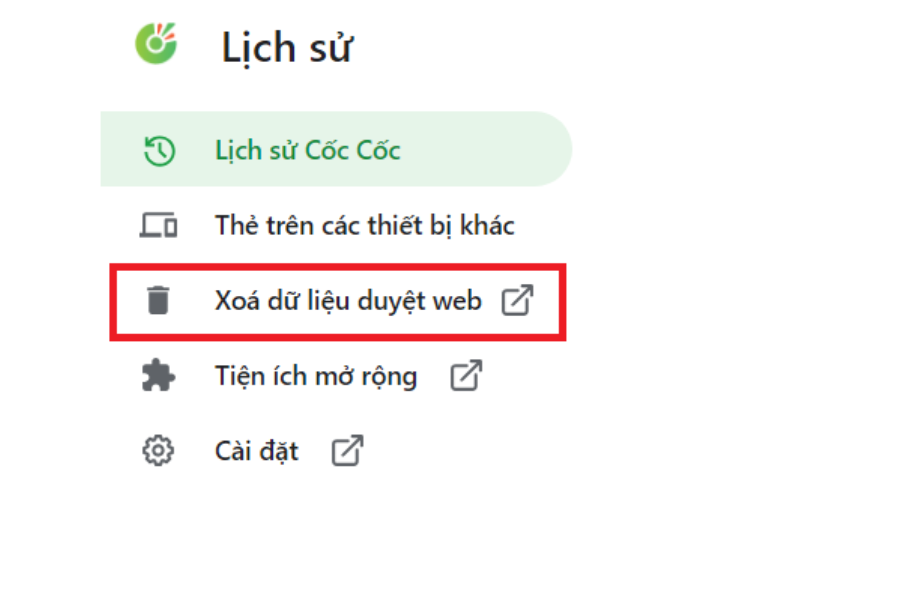 Lịch sử
Lịch sử Cốc Cốc
Thẻ trên các thiết bị khác
Xoá dữ liệu duyệt web
Tiện ích mở rộng
Cài đặt